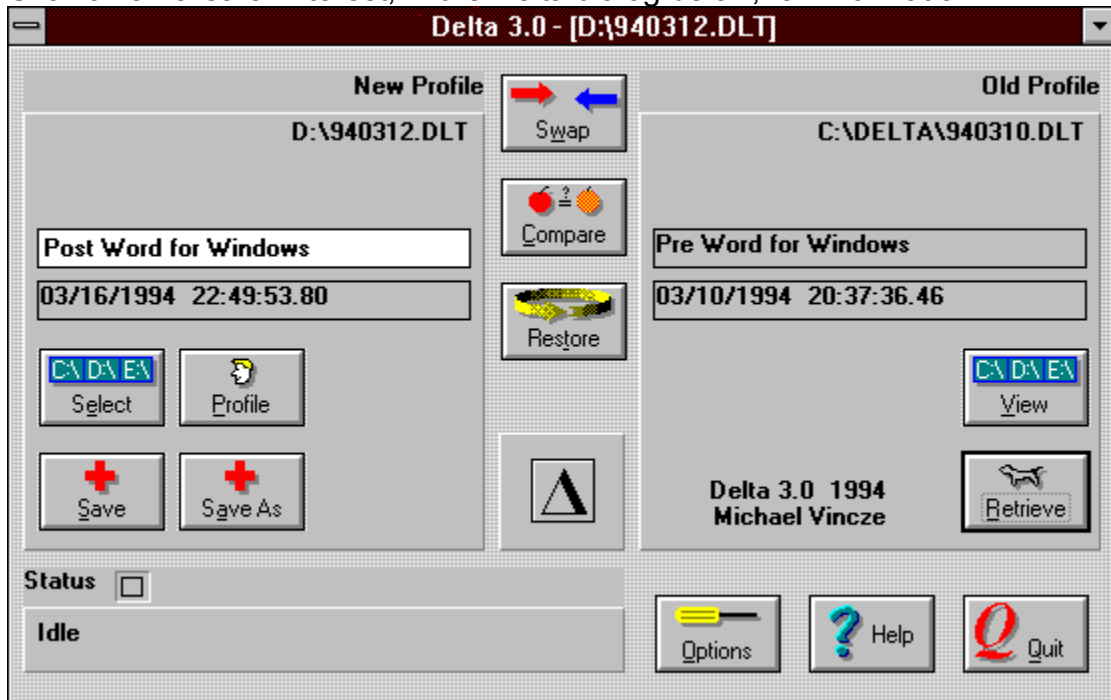 Delta 3.0 - [D:\940312.DLT]
New Profile
D:\940312.DLT
Post Word for Windows
03/16/1994 22:49:53.80
C:\ D:\ E:\
Select
Profile
Save
Save As
Swap
?
=
Compare
Restore
Old Profile
C:\DELTA\940310.DLT
Pre Word for Windows
03/10/1994 20:37:36.46
C:\ D:\ E:\
View
Delta 3.0 1994
Michael Vincze
Retrieve
Δ
Status
Idle
Options
? Help
Q Quit